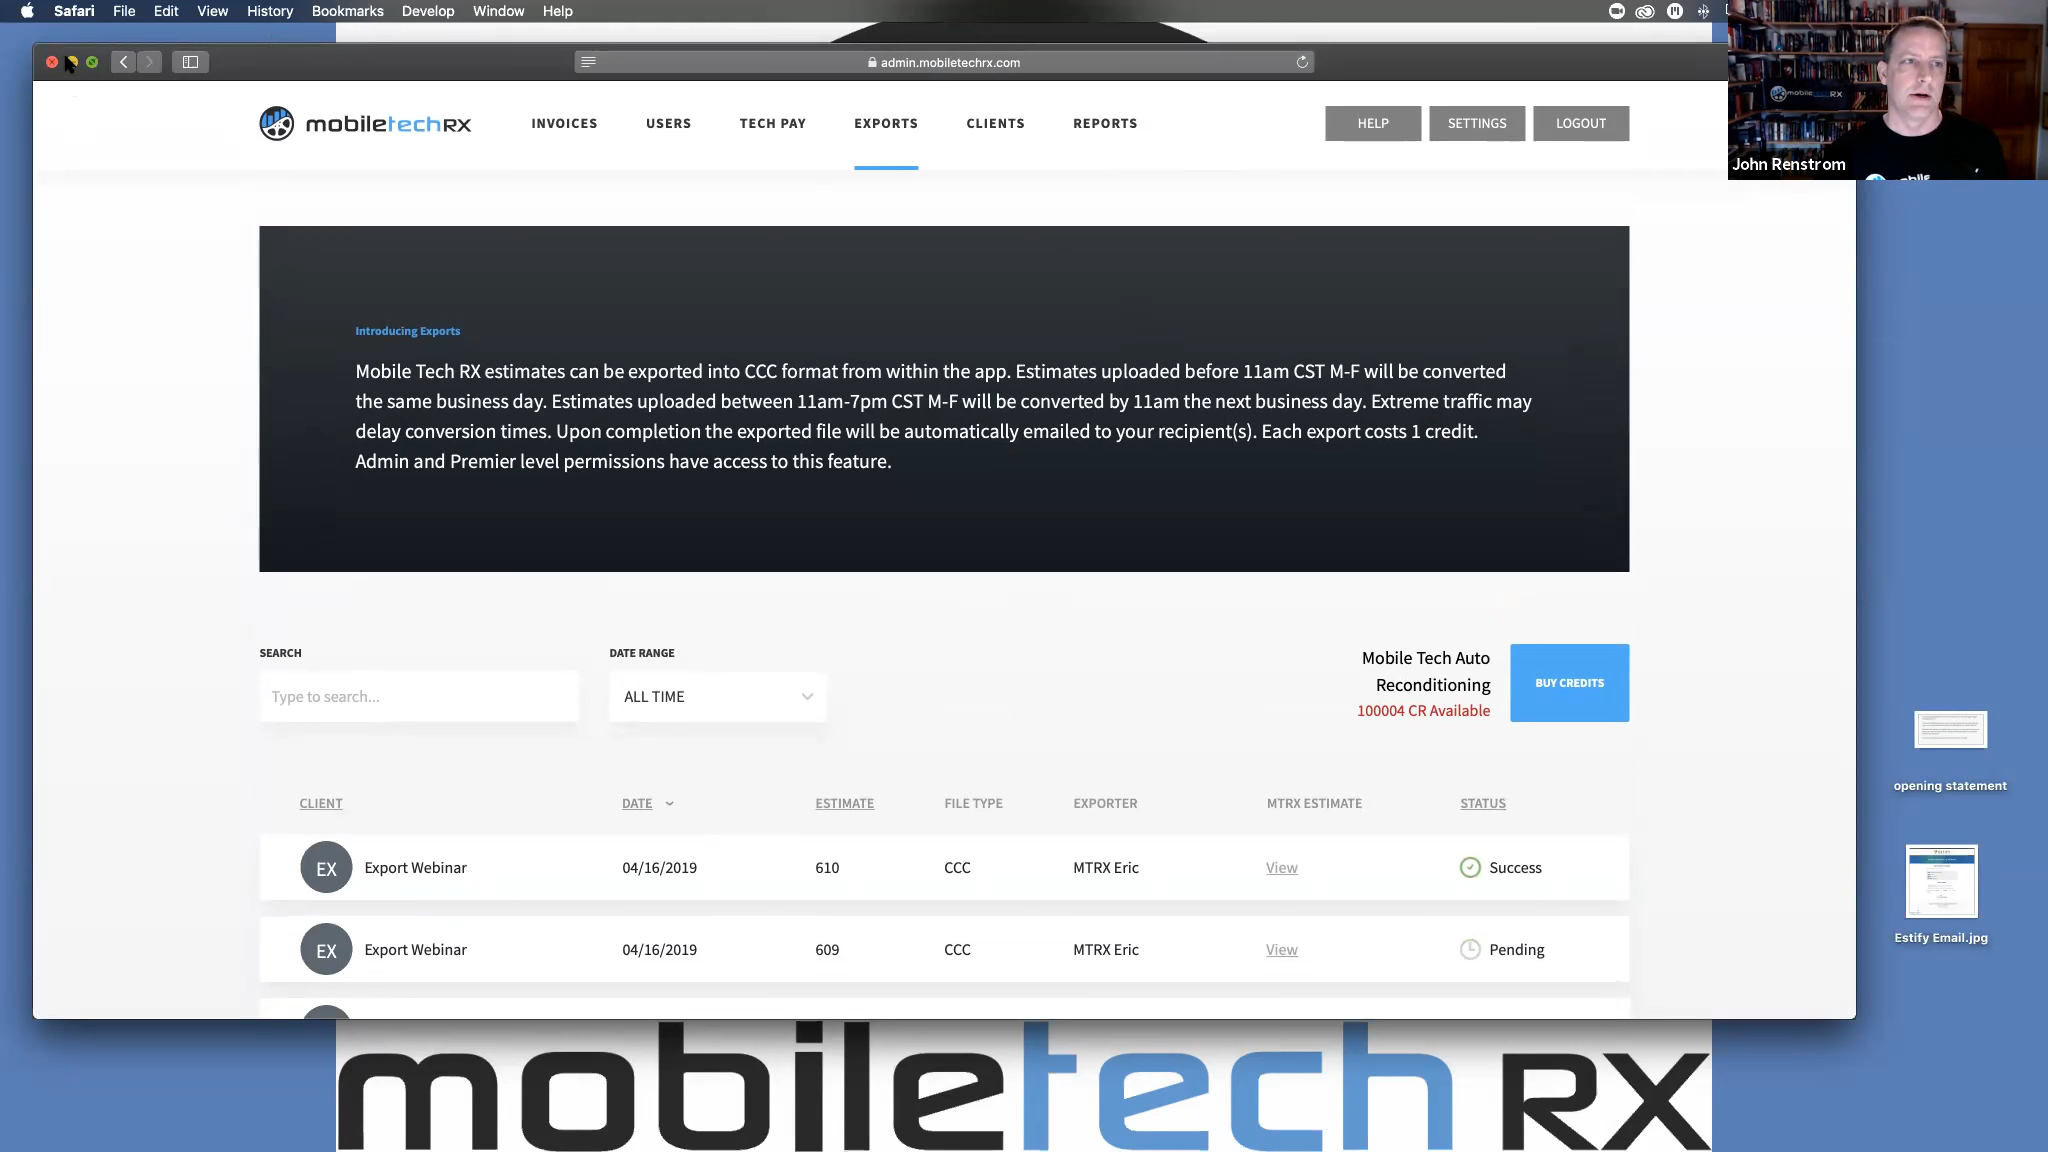 Safari File Edit View History Bookmarks Develop Window Help
admin.mobiletechrx.com
mobiletechRX INVOICES USERS TECH PAY EXPORTS CLIENTS REPORTS HELP SETTINGS LOGOUT
mobiletechRX
John Renstrom
Introducing Exports
Mobile Tech RX estimates can be exported into CCC format from within the app. Estimates uploaded before 11am CST M-F will be converted
the same business day. Estimates uploaded between 11am-7pm CST M-F will be converted by 11am the next business day. Extreme traffic may
delay conversion times. Upon completion the exported file will be automatically emailed to your recipient(s). Each export costs 1 credit.
Admin and Premier level permissions have access to this feature.
SEARCH
Type to search...
DATE RANGE
ALL TIME
Mobile Tech Auto
Reconditioning
100004 CR Available
BUY CREDITS
CLIENT DATE ESTIMATE FILE TYPE EXPORTER MTRX ESTIMATE STATUS
EX Export Webinar 04/16/2019 610 CCC MTRX Eric View Success
EX Export Webinar 04/16/2019 609 CCC MTRX Eric View Pending
opening statement
Estify Email.jpg
mobiletech RX